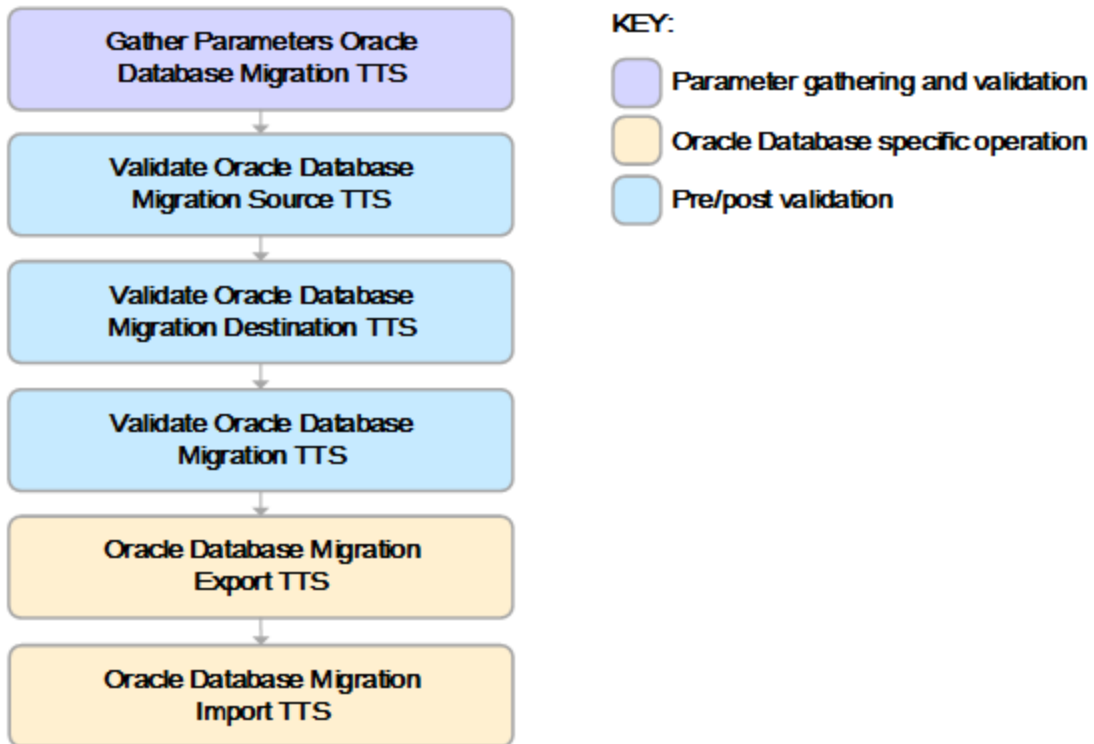 Gather Parameters Oracle
Database Migration TTS
Validate Oracle Database
Migration Source TTS
Validate Oracle Database
Migration Destination TTS
Validate Oracle Database
Migration TTS
Oracle Database Migration
Export TTS
Oracle Database Migration
Import TTS
KEY:
Parameter gathering and validation
Oracle Database specific operation
Pre/post validation